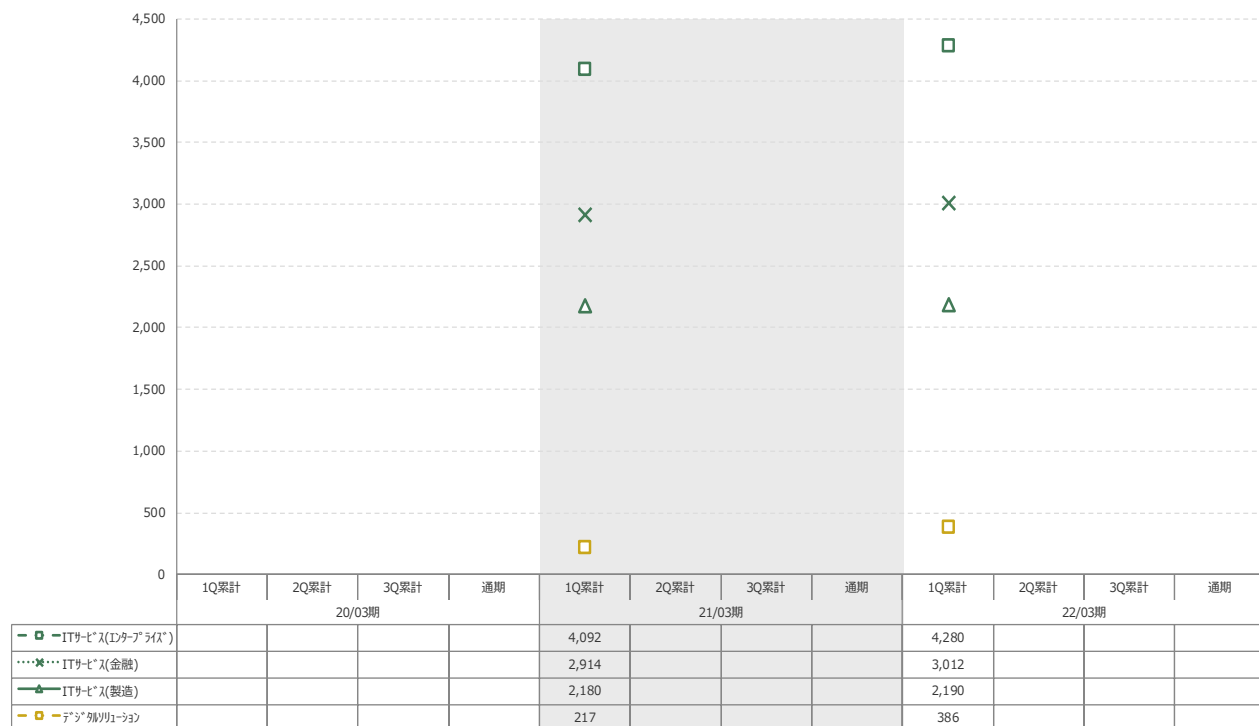 4,500
4,000
3,500
3,000
2,500
2,000
1,500
1,000
500
0
1Q累計 2Q累計 3Q累計 通期 1Q累計 2Q累計 3Q累計 通期 1Q累計 2Q累計 3Q累計 通期
20/03期 21/03期 22/03期
ITｻｰﾋﾞｽ(ｴﾝﾀｰﾌﾟﾗｲｽﾞ) 4,092 4,280
ITｻｰﾋﾞｽ(金融) 2,914 3,012
ITｻｰﾋﾞｽ(製造) 2,180 2,190
ﾃﾞｼﾞﾀﾙｿﾘｭｰｼｮﾝ 217 386